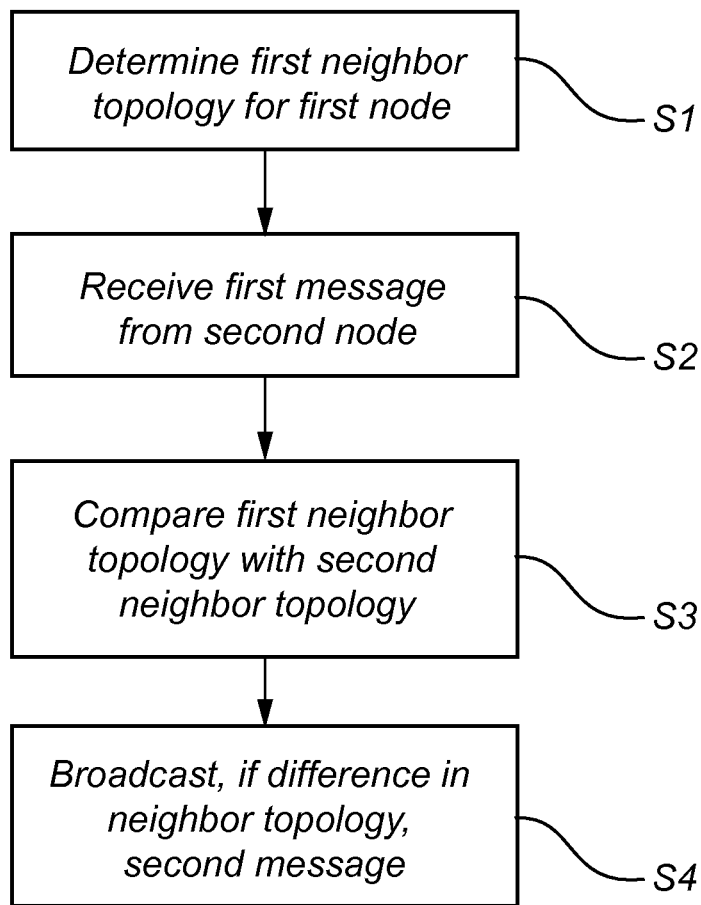 Determine first neighbor
topology for first node
S1
Receive first message
from second node
S2
Compare first neighbor
topology with second
neighbor topology
S3
Broadcast, if difference in
neighbor topology,
second message
S4